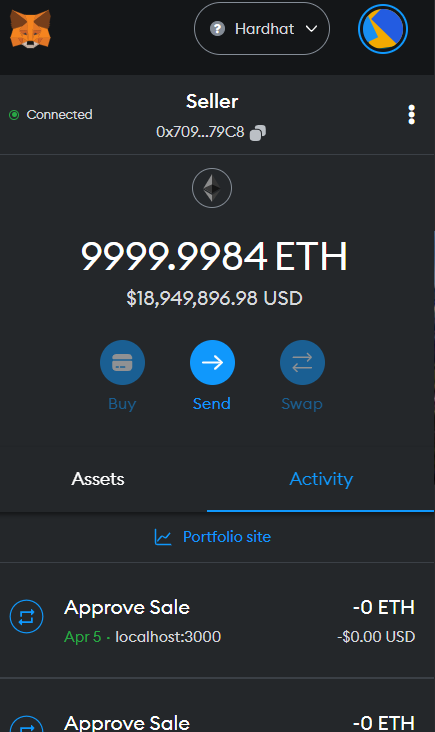 Hardhat
Connected
Seller
0x709...79C8
9999.9984 ETH
$18,949,896.98 USD
Buy
Send
Swap
Assets
Activity
Portfolio site
Approve Sale
-0 ETH
Apr 5 · localhost:3000
-$0.00 USD
Approve Sale
-0 ETH